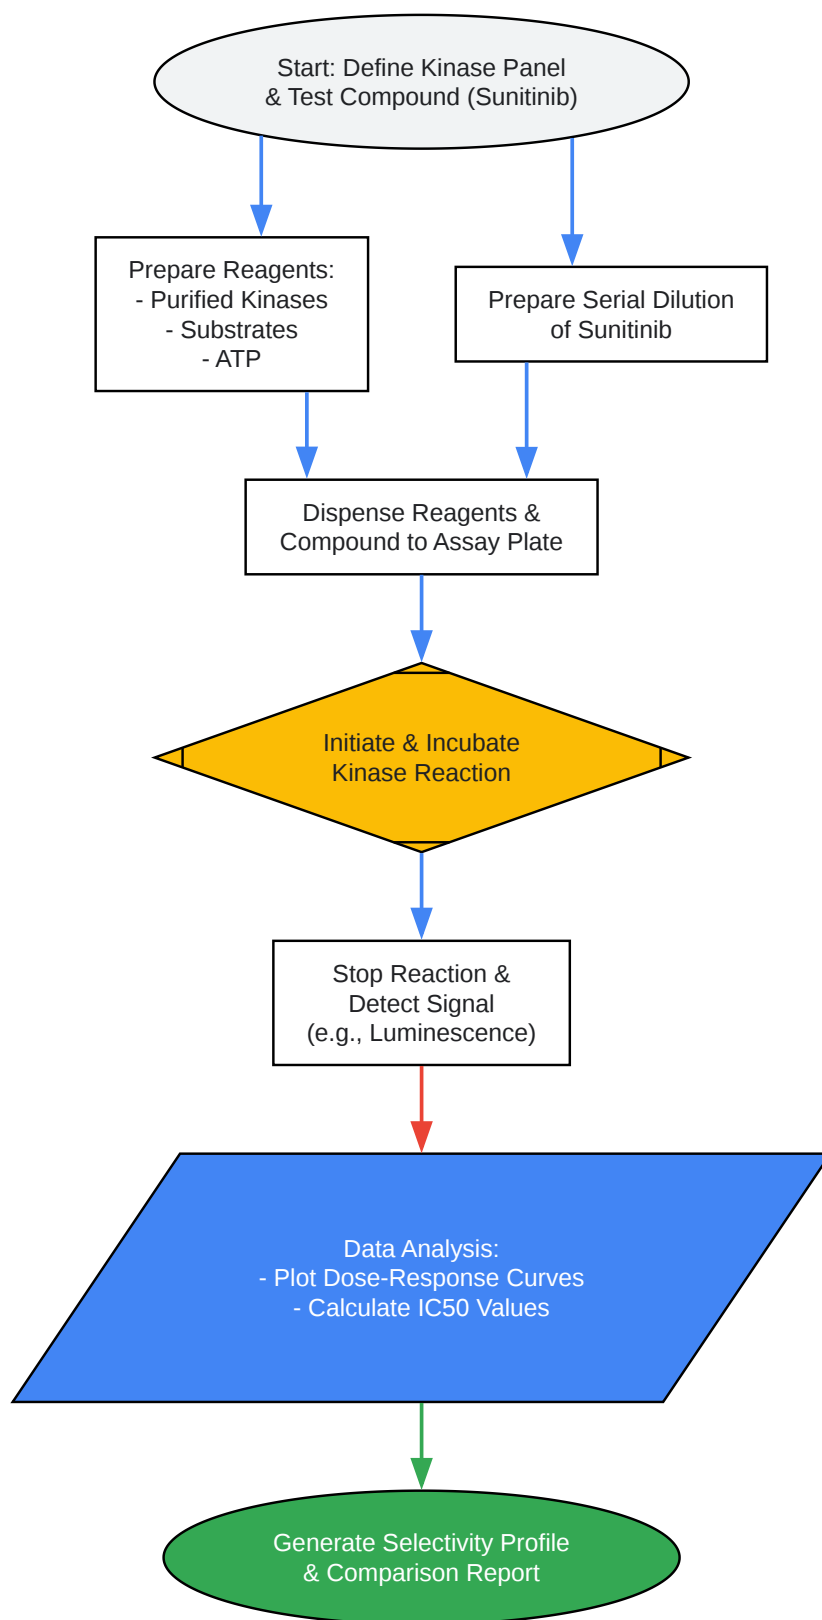 Start: Define Kinase Panel
& Test Compound (Sunitinib)
Prepare Reagents:
- Purified Kinases
- Substrates
- ATP
Prepare Serial Dilution
of Sunitinib
Dispense Reagents &
Compound to Assay Plate
Initiate & Incubate
Kinase Reaction
Stop Reaction &
Detect Signal
(e.g., Luminescence)
Data Analysis:
- Plot Dose-Response Curves
- Calculate IC50 Values
Generate Selectivity Profile
& Comparison Report